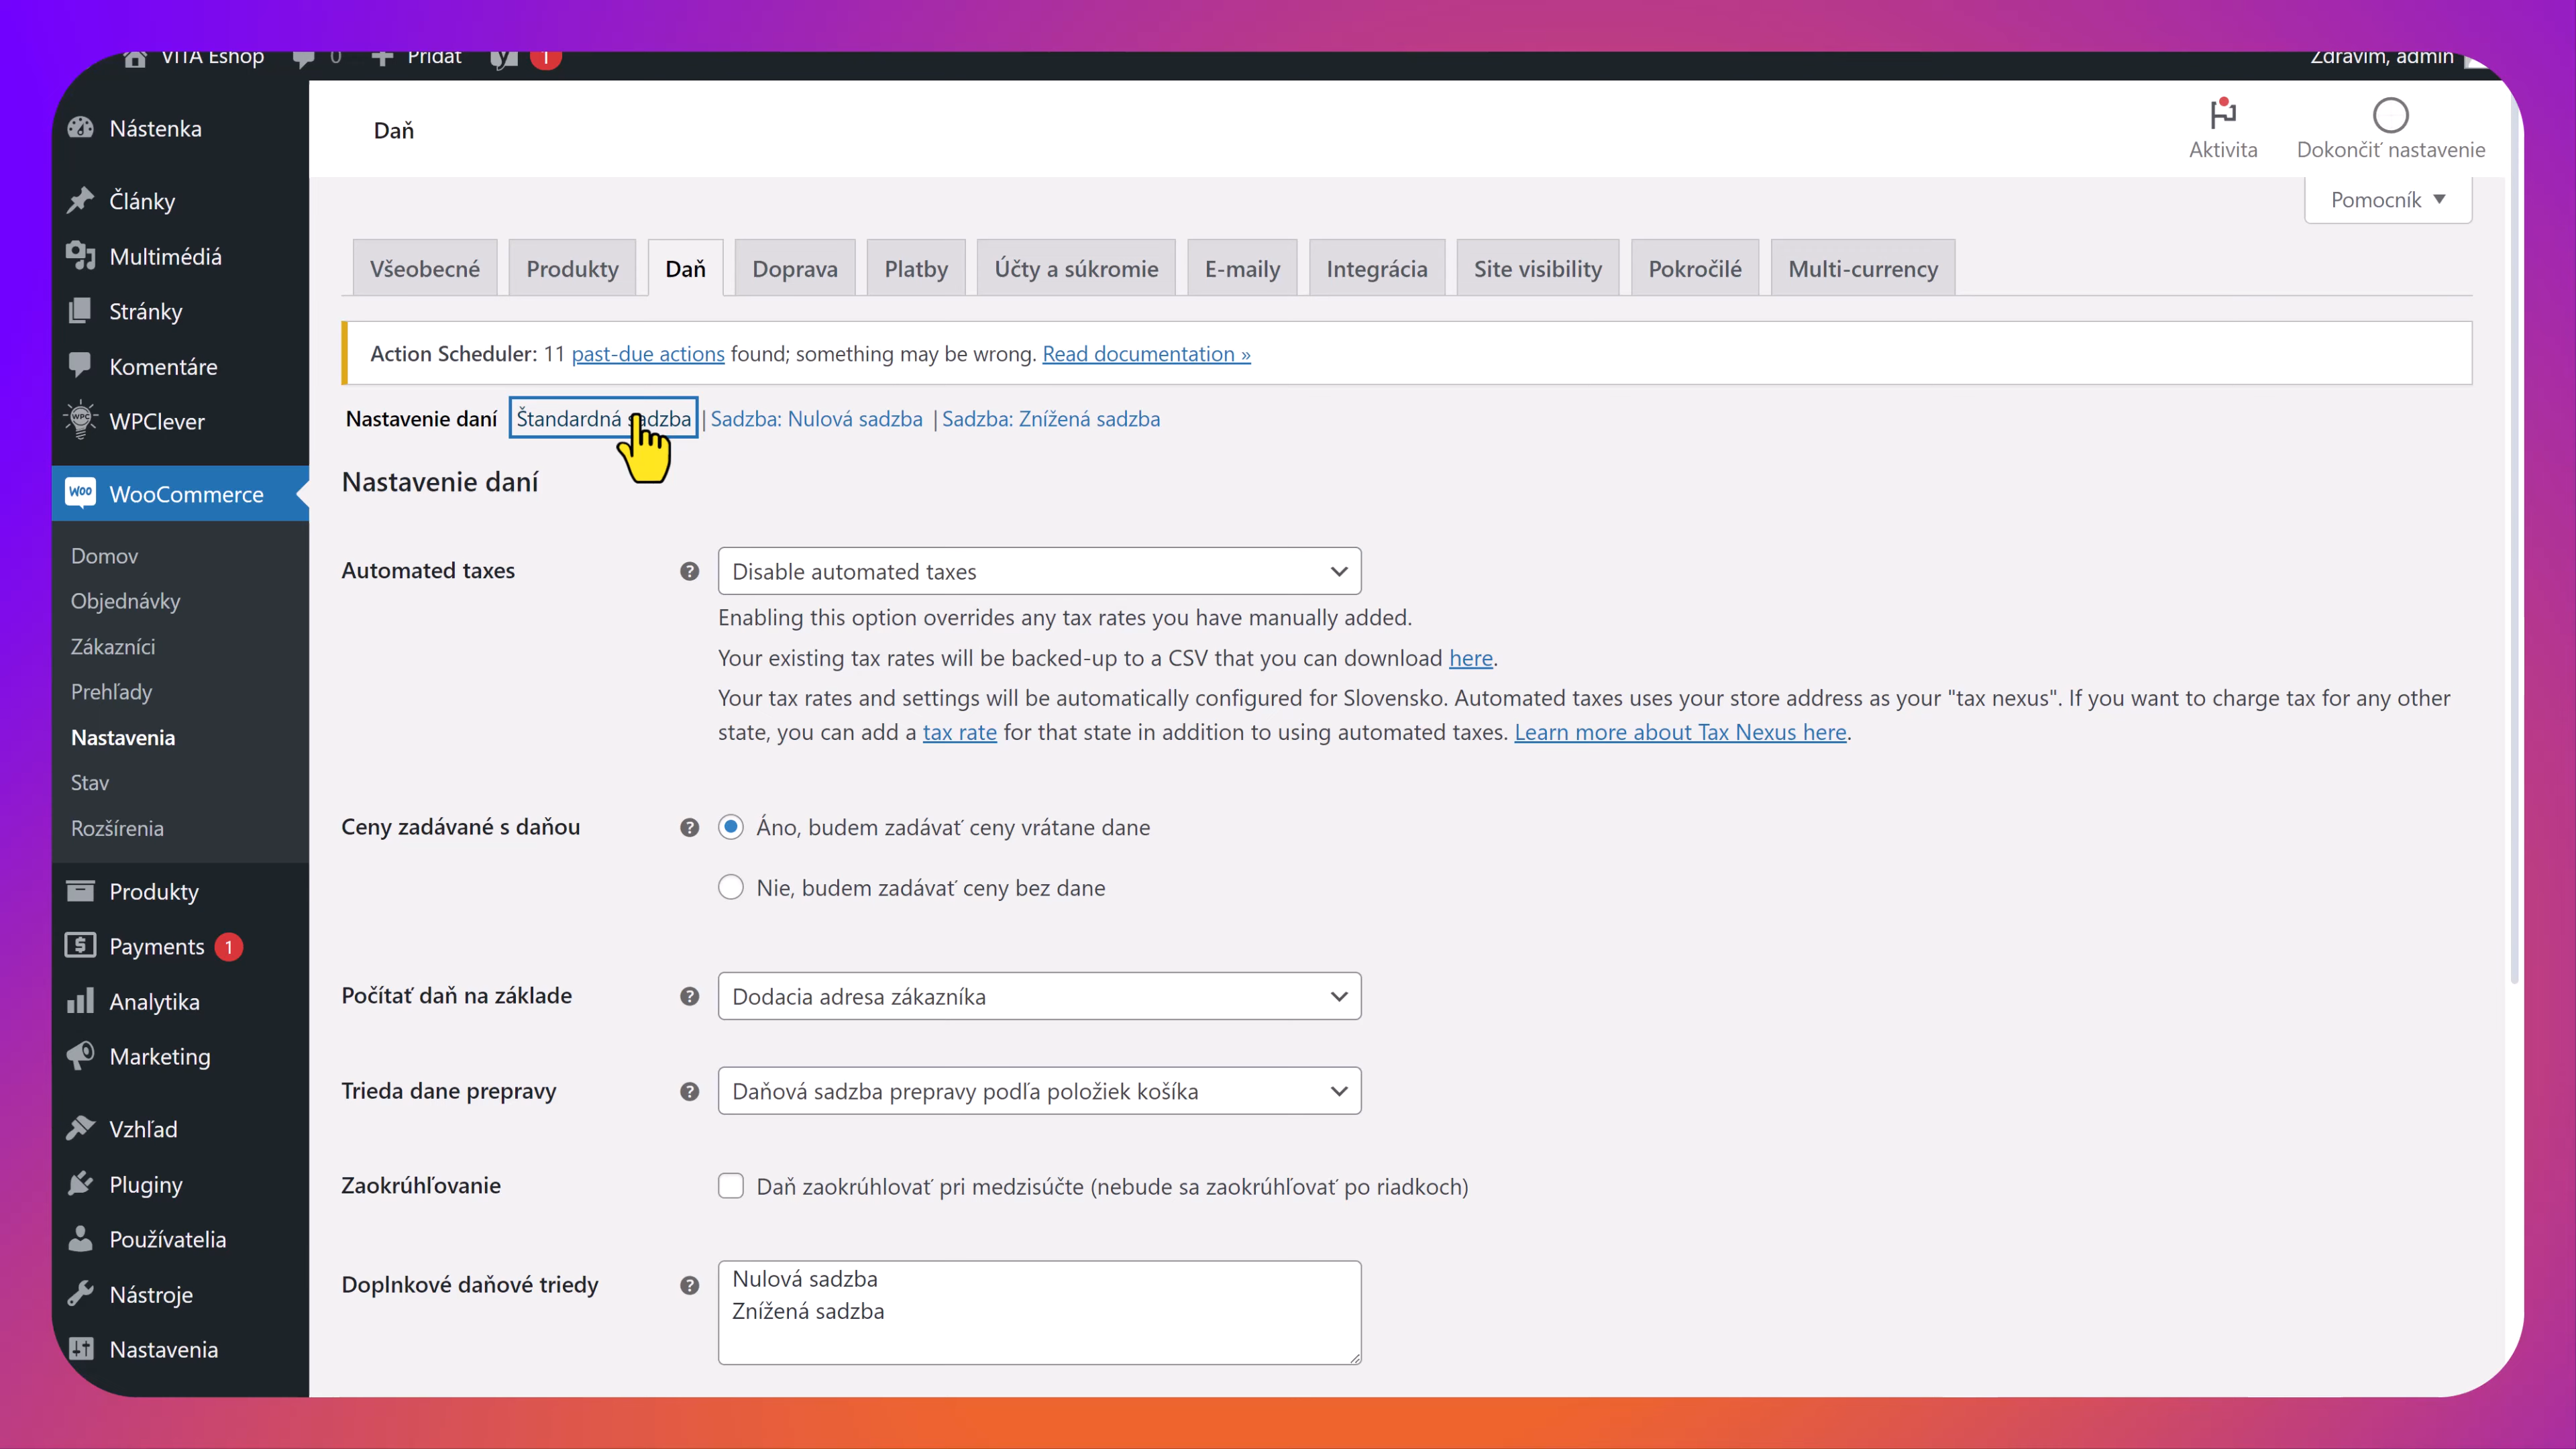 VITA Eshop 0 Pridať 1 Zdravím, admin
Nástenka
Články
Multimédiá
Stránky
Komentáre
WPClever
WooCommerce
Domov
Objednávky
Zákazníci
Prehľady
Nastavenia
Stav
Rozšírenia
Produkty
Payments 1
Analytika
Marketing
Vzhľad
Pluginy
Používatelia
Nástroje
Nastavenia
Daň
Aktivita
Dokončiť nastavenie
Pomocník
Všeobecné Produkty Daň Doprava Platby Účty a súkromie E-maily Integrácia Site visibility Pokročilé Multi-currency
Action Scheduler: 11 past-due actions found; something may be wrong. Read documentation »
Nastavenie daní Štandardná sadzba | Sadzba: Nulová sadzba | Sadzba: Znížená sadzba
Nastavenie daní
Automated taxes
Disable automated taxes
Enabling this option overrides any tax rates you have manually added.
Your existing tax rates will be backed-up to a CSV that you can download here.
Your tax rates and settings will be automatically configured for Slovensko. Automated taxes uses your store address as your "tax nexus". If you want to charge tax for any other
state, you can add a tax rate for that state in addition to using automated taxes. Learn more about Tax Nexus here.
Ceny zadávané s daňou
Áno, budem zadávať ceny vrátane dane
Nie, budem zadávať ceny bez dane
Počítať daň na základe
Dodacia adresa zákazníka
Trieda dane prepravy
Daňová sadzba prepravy podľa položiek košíka
Zaokrúhľovanie
Daň zaokrúhlovať pri medzisúčte (nebude sa zaokrúhľovať po riadkoch)
Doplnkové daňové triedy
Nulová sadzba
Znížená sadzba